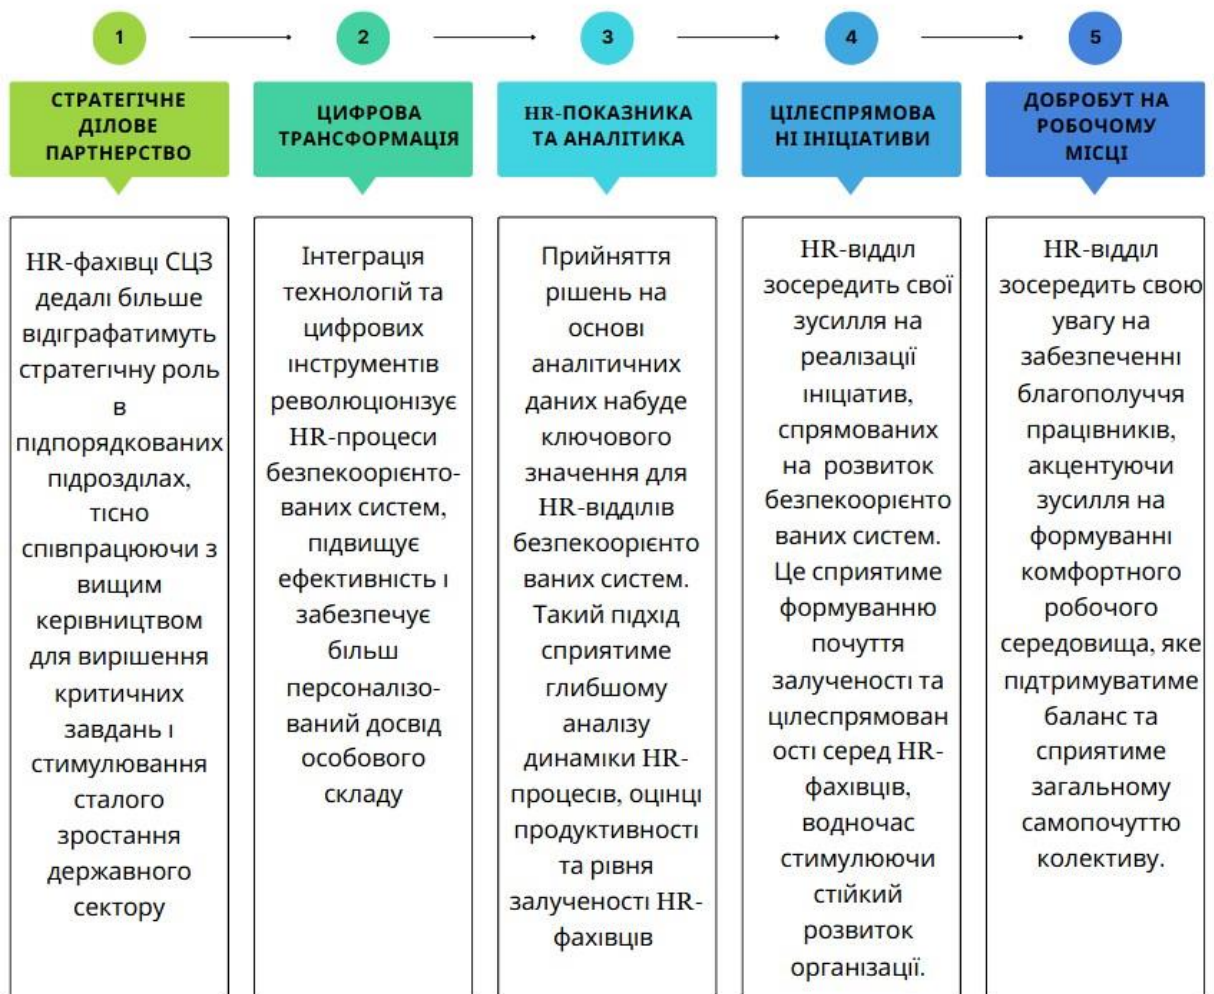 1
2
3
4
5
СТРАТЕГІЧНЕ
ДІЛОВЕ
ПАРТНЕРСТВО
ЦИФРОВА
ТРАНСФОРМАЦІЯ
HR-ПОКАЗНИКА
ТА АНАЛІТИКА
ЦІЛЕСПРЯМОВА
НІ ІНІЦІАТИВИ
ДОБРОБУТ НА
РОБОЧОМУ
МІСЦІ
HR-фахівці СЦЗ
дедалі більше
відіграфатимуть
стратегічну роль
в
підпорядкованих
підрозділах,
тісно
співпрацюючи з
вищим
керівництвом
для вирішення
критичних
завдань і
стимулювання
сталого
зростання
державного
сектору
Інтеграція
технологій та
цифрових
інструментів
революціонізує
HR-процеси
безпекоорієнто-
ваних систем,
підвищує
ефективність і
забезпечує
більш
персоналізо-
ваний досвід
особового
складу
Прийняття
рішень на
основі
аналітичних
даних набуде
ключового
значення для
HR-відділів
безпекоорієнто
ваних систем.
Такий підхід
сприятиме
глибшому
аналізу
динаміки HR-
процесів, оцінці
продуктивності
та рівня
залученості HR-
фахівців
HR-відділ
зосередить свої
зусилля на
реалізації
ініціатив,
спрямованих
на розвиток
безпекоорієнто
ваних систем.
Це сприятиме
формуванню
почуття
залученості та
цілеспрямован
ості серед HR-
фахівців,
водночас
стимулюючи
стійкий
розвиток
організації.
HR-відділ
зосередить свою
увагу на
забезпеченні
благополуччя
працівників,
акцентуючи
зусилля на
формуванні
комфортного
робочого
середовища, яке
підтримуватиме
баланс та
сприятиме
загальному
самопочуттю
колективу.